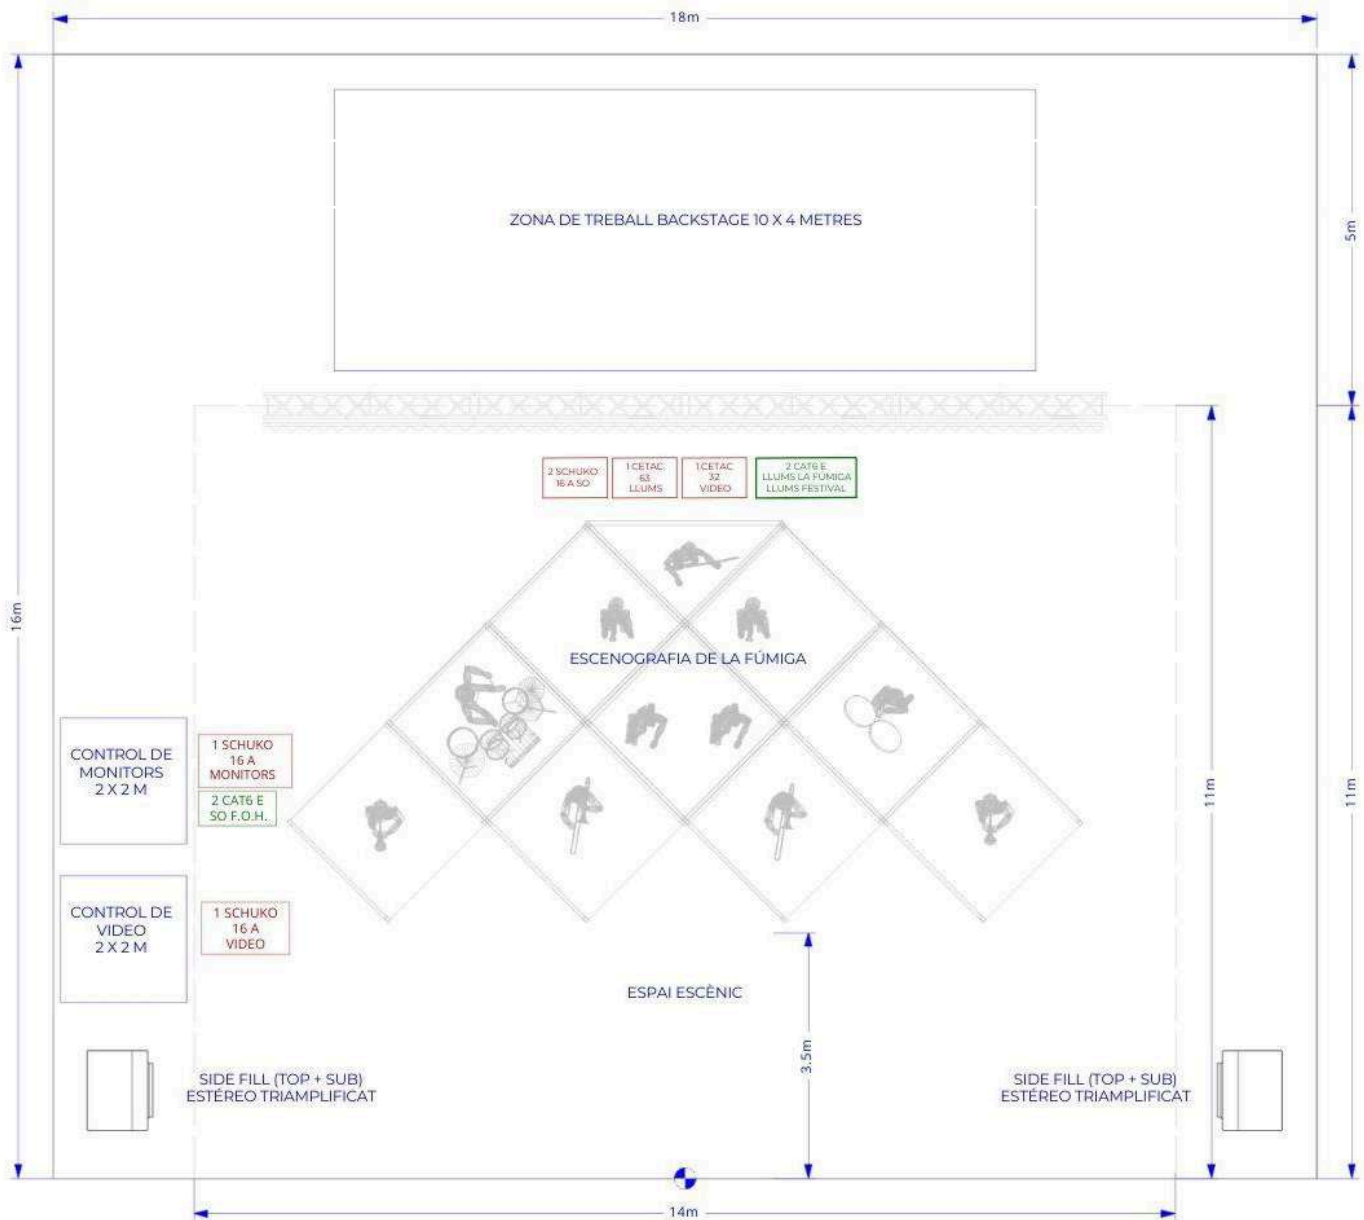 18m
ZONA DE TREBALL BACKSTAGE 10 X 4 METRES
5m
2 SCHUKO
16 A SO
1 CETAC
63
LLUMS
1 CETAC
32
VIDEO
2 CAT6 E
LLUMS LA FÚMIGA
LLUMS FESTIVAL
16m
ESCENOGRAFIA DE LA FÚMIGA
CONTROL DE
MONITORS
2 X 2 M
1 SCHUKO
16 A
MONITORS
2 CAT6 E
SO F.O.H.
11m
11m
CONTROL DE
VIDEO
2 X 2 M
1 SCHUKO
16 A
VIDEO
ESPAI ESCÈNIC
3.5m
SIDE FILL (TOP + SUB)
ESTÉREO TRIAMPLIFICAT
SIDE FILL (TOP + SUB)
ESTÉREO TRIAMPLIFICAT
14m